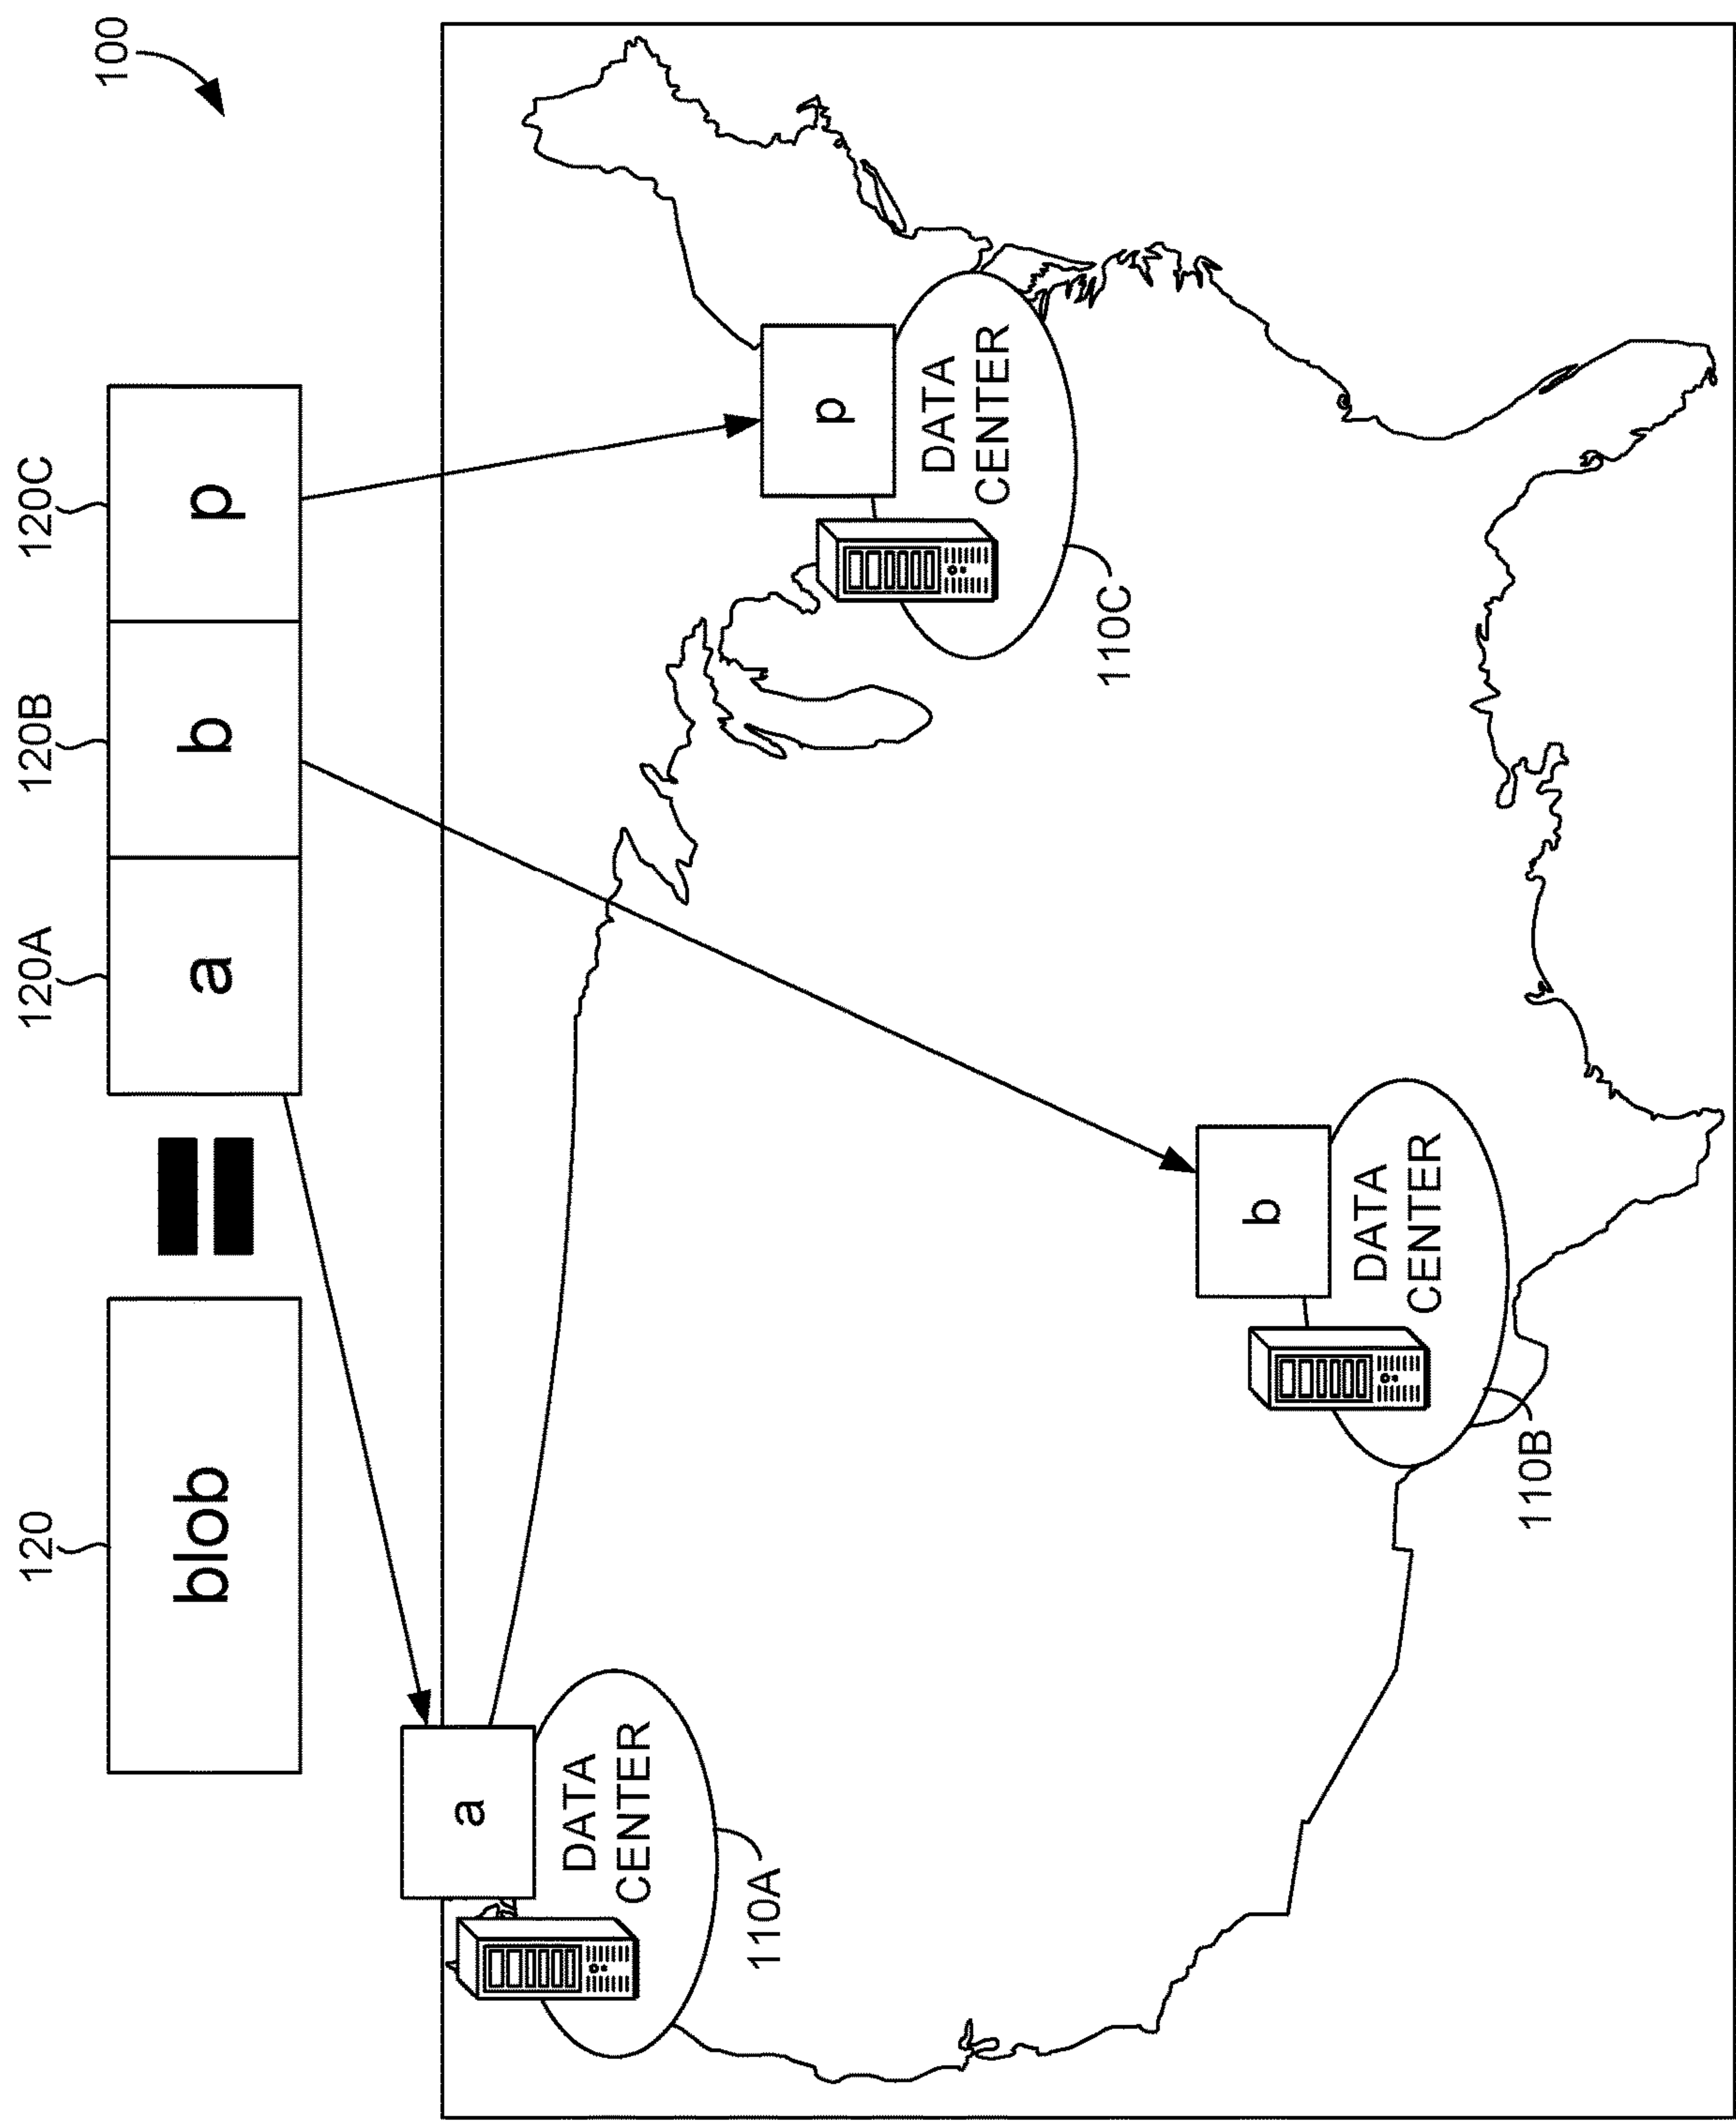 120 120A 120B 120C
100
blob = a b p
a
DATA
CENTER
110A
p
DATA
CENTER
110C
b
DATA
CENTER
110B